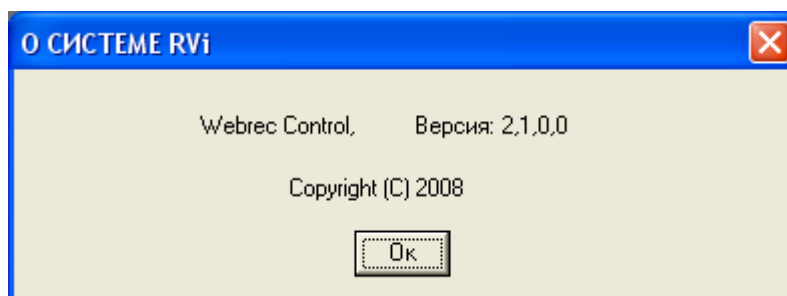 О СИСТЕМЕ RVi
Webrec Control, Версия: 2,1,0,0
Copyright (C) 2008
Ок